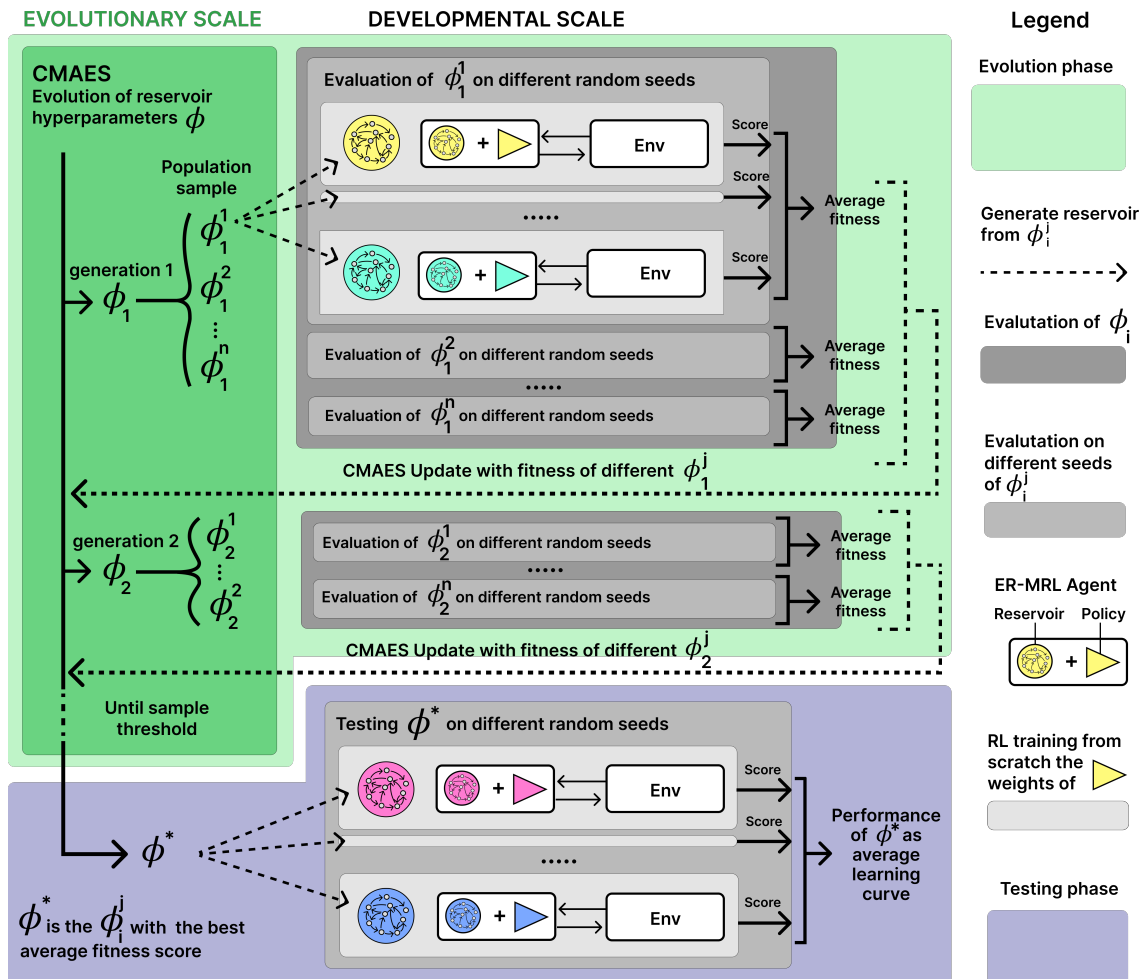 EVOLUTIONARY SCALE
DEVELOPMENTAL SCALE
CMAES
Evolution of reservoir
hyperparameters ϕ
Population
sample
generation 1
ϕ₁
ϕ₁¹
ϕ₁²
...
ϕ₁ⁿ
Evaluation of ϕ₁¹ on different random seeds
+
Env
Score
Score
.....
+
Env
Score
Average
fitness
Evaluation of ϕ₁² on different random seeds
Average
fitness
.....
Evaluation of ϕ₁ⁿ on different random seeds
Average
fitness
CMAES Update with fitness of different ϕ₁ʲ
generation 2
ϕ₂
ϕ₂¹
...
ϕ₂²
Evaluation of ϕ₂¹ on different random seeds
Average
fitness
.....
Evaluation of ϕ₂ⁿ on different random seeds
Average
fitness
CMAES Update with fitness of different ϕ₂ʲ
Until sample
threshold
ϕ*
ϕ* is the ϕᵢʲ with the best
average fitness score
Testing ϕ* on different random seeds
+
Env
Score
Score
.....
+
Env
Score
Performance
of ϕ* as
average
learning
curve
Legend
Evolution phase
Generate reservoir
from ϕᵢʲ
Evalutation of ϕᵢ
Evalutation on
different seeds
of ϕᵢʲ
ER-MRL Agent
Reservoir Policy
+
RL training from
scratch the
weights of
Testing phase